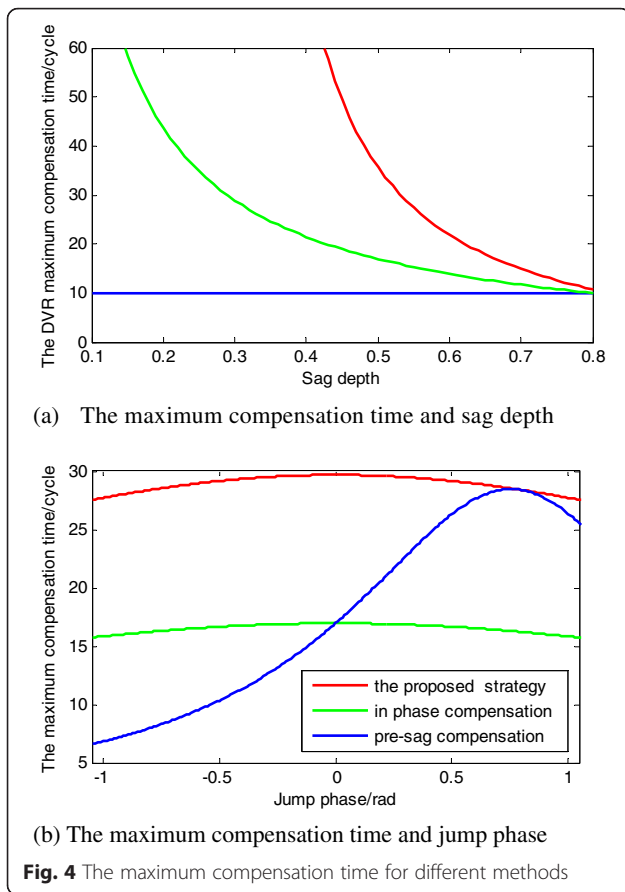 The DVR maximum compensation time/cycle
60
50
40
30
20
10
0
0.1 0.2 0.3 0.4 0.5 0.6 0.7 0.8
Sag depth
(a) The maximum compensation time and sag depth
The maximum compensation time/cycle
30
25
20
15
10
5
-1 -0.5 0 0.5 1
the proposed strategy
in phase compensation
pre-sag compensation
Jump phase/rad
(b) The maximum compensation time and jump phase
Fig. 4 The maximum compensation time for different methods